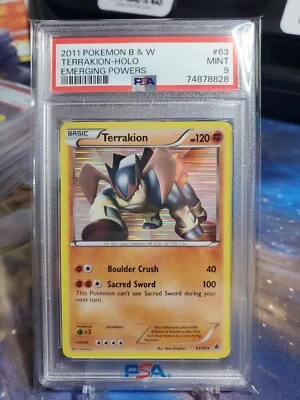 2011 POKEMON B & W #63
TERRAKION-HOLO MINT
EMERGING POWERS 9
PSA 74878828
BASIC
Terrakion HP120
Boulder Crush 40
Sacred Sword 100
This Pokémon can't use Sacred Sword during your
next turn.
×2
PSA